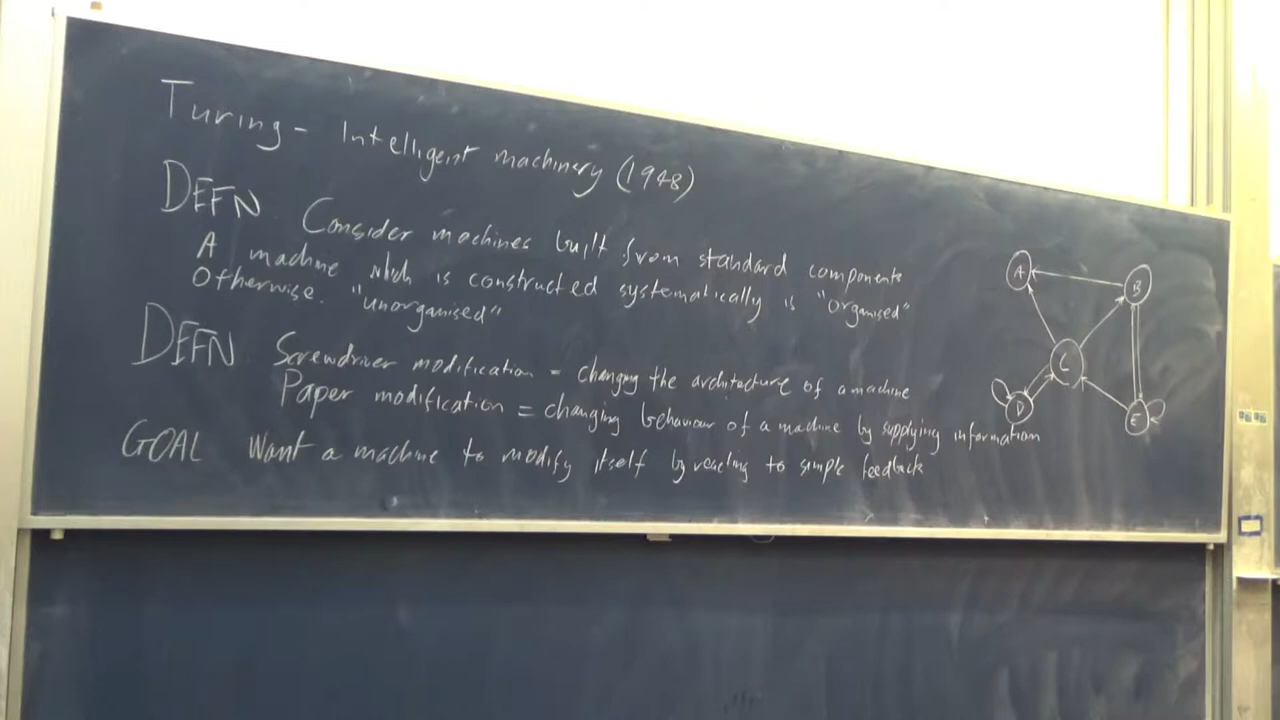 Turing - Intelligent machinery (1948)
DEFN Consider machines built from standard components
A machine which is constructed systematically is "organised"
Otherwise. "unorganised"
DEFN Screwdriver modification = changing the architecture of a machine
Paper modification = changing behaviour of a machine by supplying information
GOAL Want a machine to modify itself by reacting to simple feedback
A
B
C
D
E